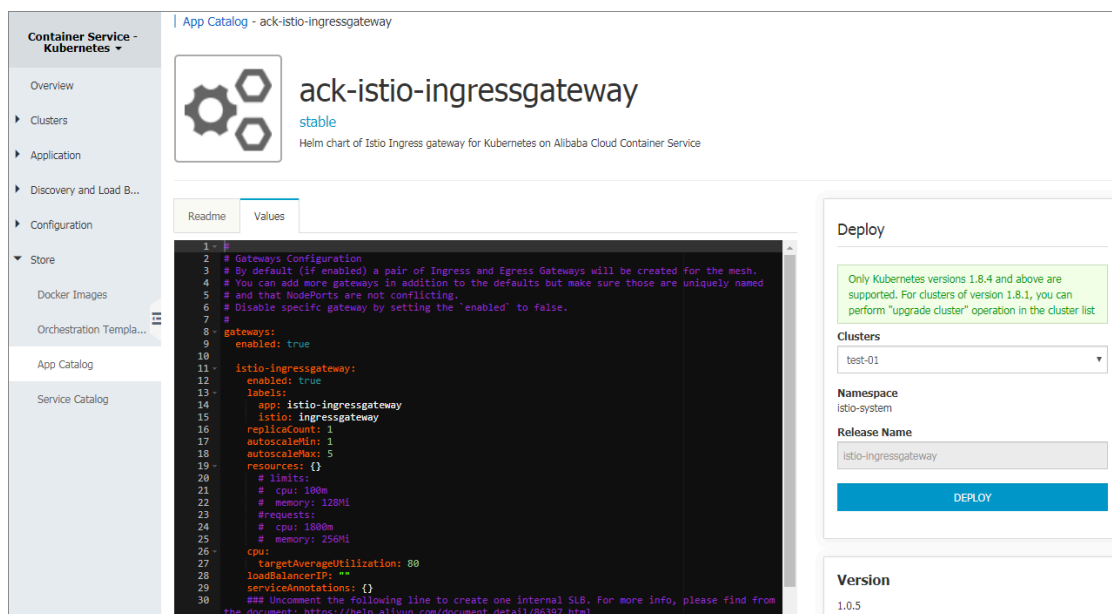 Container Service -
Kubernetes
Overview
Clusters
Application
Discovery and Load B...
Configuration
Store
Docker Images
Orchestration Templa...
App Catalog
Service Catalog
App Catalog - ack-istio-ingressgateway
ack-istio-ingressgateway
stable
Helm chart of Istio Ingress gateway for Kubernetes on Alibaba Cloud Container Service
Readme Values
1 #
2 # Gateways Configuration
3 # By default (if enabled) a pair of Ingress and Egress Gateways will be created for the mesh.
4 # You can add more gateways in addition to the defaults but make sure those are uniquely named
5 # and that NodePorts are not conflicting.
6 # Disable specifc gateway by setting the `enabled` to false.
7 #
8 gateways:
9 enabled: true
10
11 istio-ingressgateway:
12 enabled: true
13 labels:
14 app: istio-ingressgateway
15 istio: ingressgateway
16 replicaCount: 1
17 autoscaleMin: 1
18 autoscaleMax: 5
19 resources: {}
20 # limits:
21 # cpu: 100m
22 # memory: 128Mi
23 #requests:
24 # cpu: 1800m
25 # memory: 256Mi
26 cpu:
27 targetAverageUtilization: 80
28 loadBalancerIP: ""
29 serviceAnnotations: {}
30 ### Uncomment the following line to create one internal SLB. For more info, please find from
the document: https://help.aliyun.com/document_detail/86397.html
Deploy
Only Kubernetes versions 1.8.4 and above are
supported. For clusters of version 1.8.1, you can
perform "upgrade cluster" operation in the cluster list
Clusters
test-01
Namespace
istio-system
Release Name
istio-ingressgateway
DEPLOY
Version
1.0.5